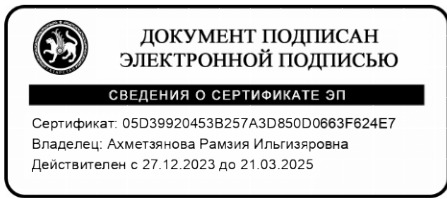 ДОКУМЕНТ ПОДПИСАН
ЭЛЕКТРОННОЙ ПОДПИСЬЮ
СВЕДЕНИЯ О СЕРТИФИКАТЕ ЭП
Сертификат: 05D39920453B257A3D850D0663F624E7
Владелец: Ахметзянова Рамзия Ильгизяровна
Действителен с 27.12.2023 до 21.03.2025